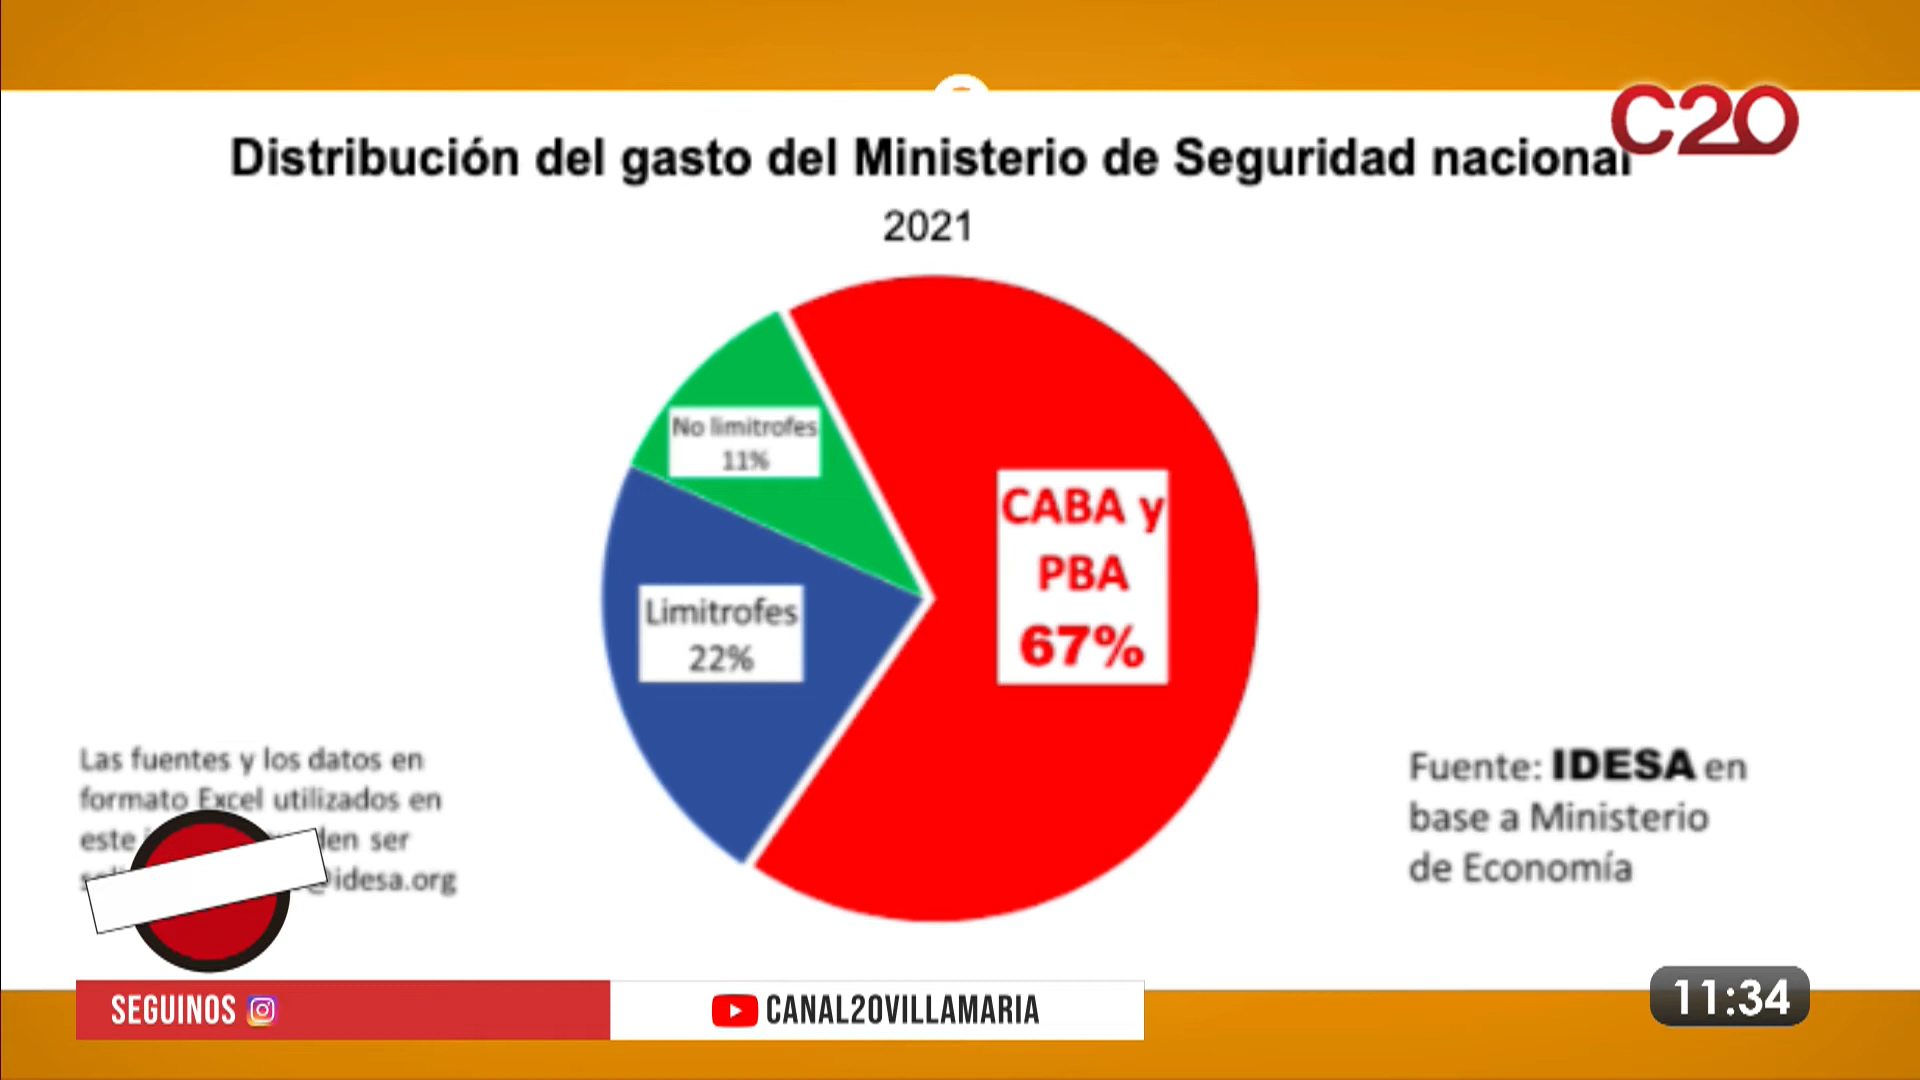 C20
Distribución del gasto del Ministerio de Seguridad nacional
2021
No limitrofes
11%
CABA y
PBA
67%
Limitrofes
22%
Las fuentes y los datos en
formato Excel utilizados en
este den ser
@idesa.org
Fuente: IDESA en
base a Ministerio
de Economía
SEGUINOS
CANAL20VILLAMARIA
11:34